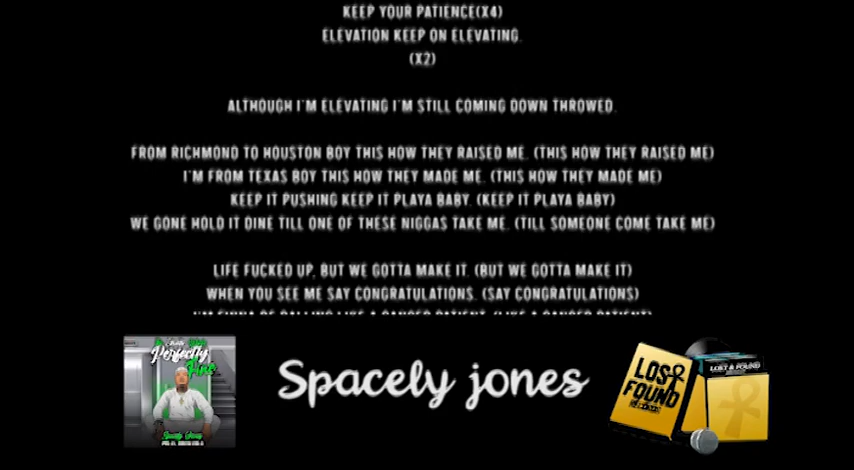 KEEP YOUR PATIENCE(X4)
ELEVATION KEEP ON ELEVATING.
(X2)
ALTHOUGH I'M ELEVATING I'M STILL COMING DOWN THROWED.
FROM RICHMOND TO HOUSTON BOY THIS HOW THEY RAISED ME. (THIS HOW THEY RAISED ME)
I'M FROM TEXAS BOY THIS HOW THEY MADE ME. (THIS HOW THEY MADE ME)
KEEP IT PUSHING KEEP IT PLAYA BABY. (KEEP IT PLAYA BABY)
WE GONE HOLD IT DINE TILL ONE OF THESE NIGGAS TAKE ME. (TILL SOMEONE COME TAKE ME)
LIFE FUCKED UP, BUT WE GOTTA MAKE IT. (BUT WE GOTTA MAKE IT)
WHEN YOU SEE ME SAY CONGRATULATIONS. (SAY CONGRATULATIONS)
Perfectly
Fine
Spacely Jones
Spacely jones
LOST
FOUND
LOST & FOUND